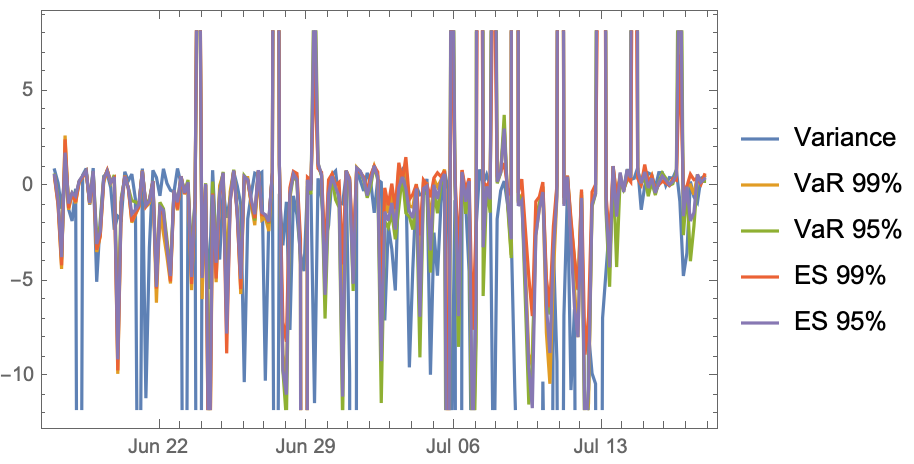 5
0
−5
−10
Jun 22
Jun 29
Jul 06
Jul 13
Variance
VaR 99%
VaR 95%
ES 99%
ES 95%